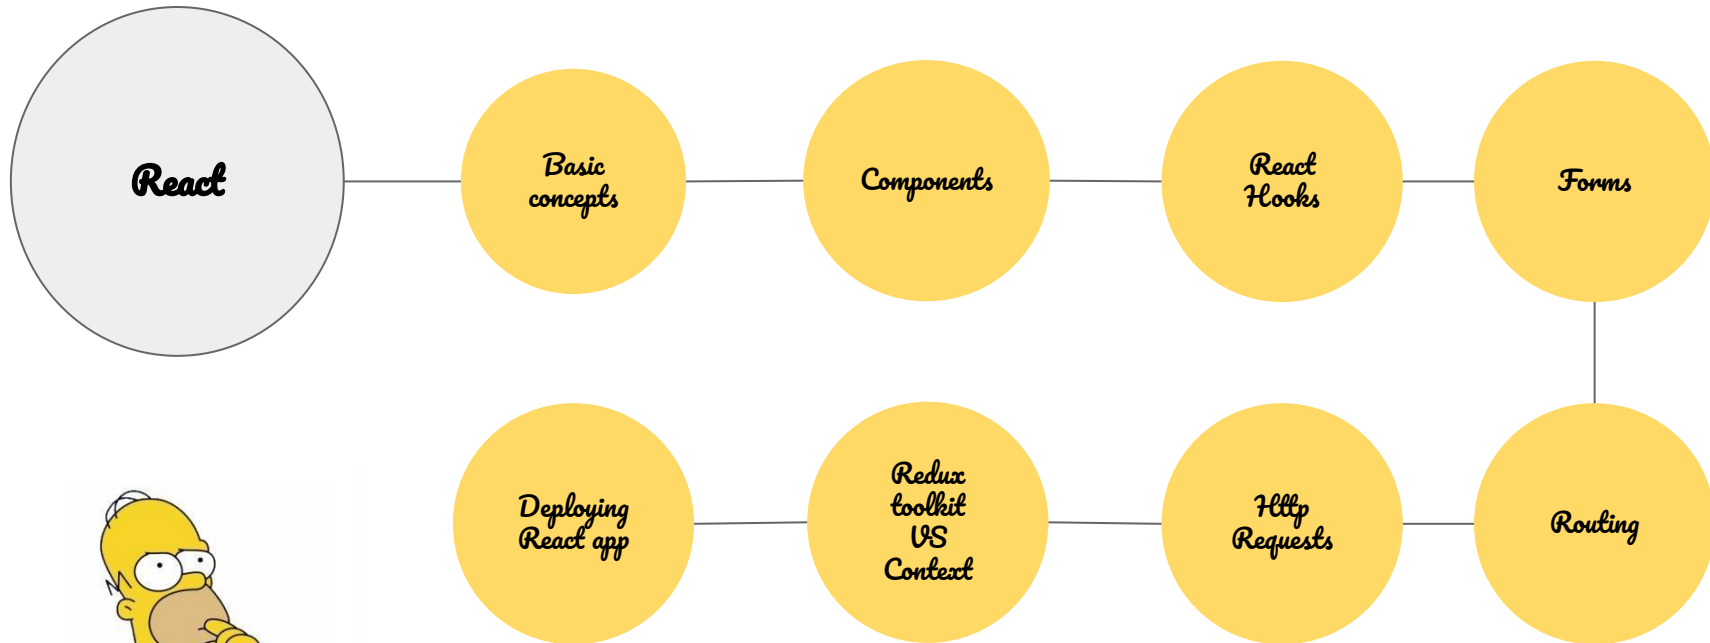 React
Basic
concepts
Components
React
Hooks
Forms
Routing
Http
Requests
Redux
toolkit
VS
Context
Deploying
React app